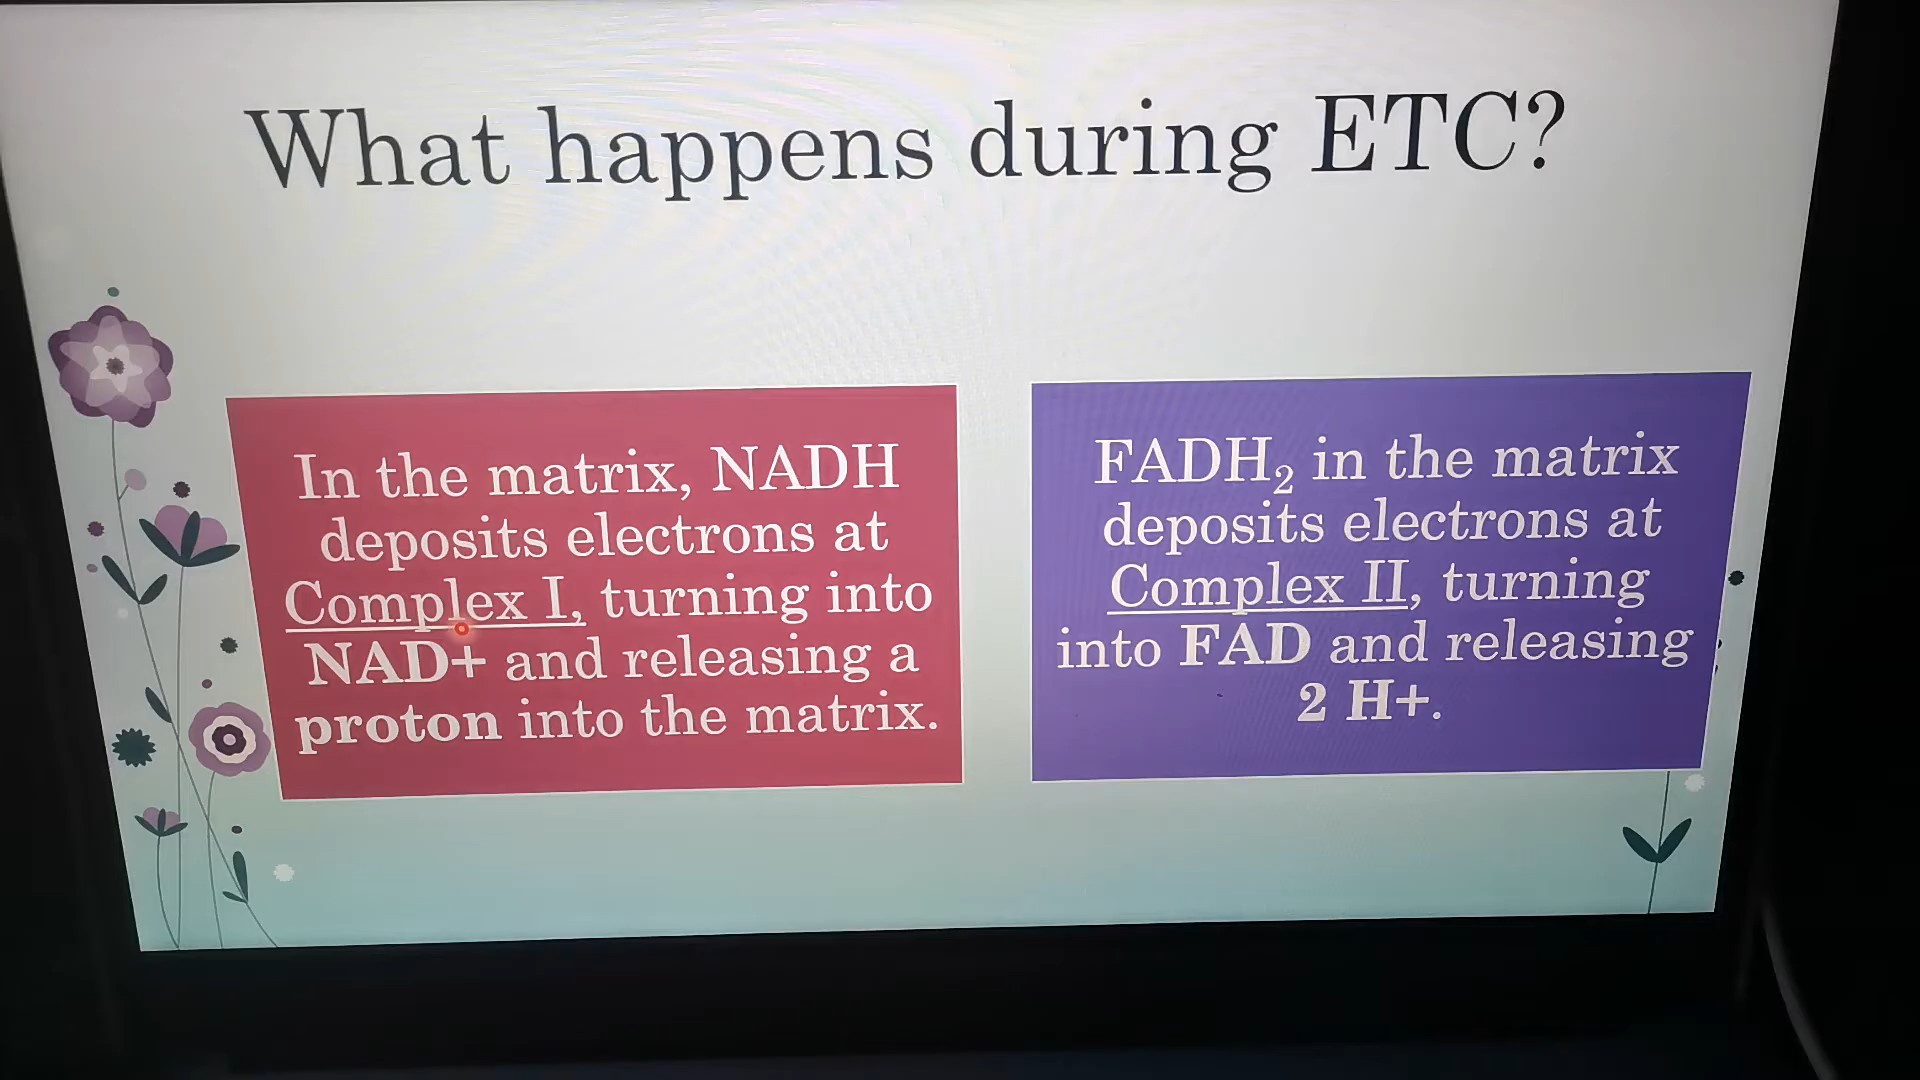 What happens during ETC?
In the matrix, NADH
deposits electrons at
Complex I, turning into
NAD+ and releasing a
proton into the matrix.
FADH₂ in the matrix
deposits electrons at
Complex II, turning
into FAD and releasing
2 H+.